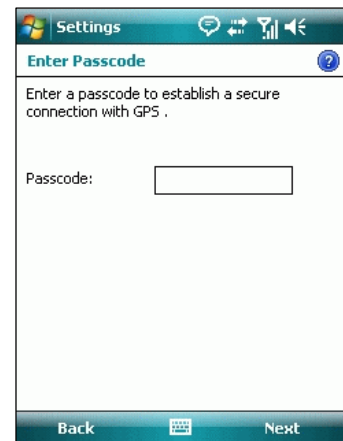 Settings
Enter Passcode
Enter a passcode to establish a secure
connection with GPS .
Passcode:
Back Next